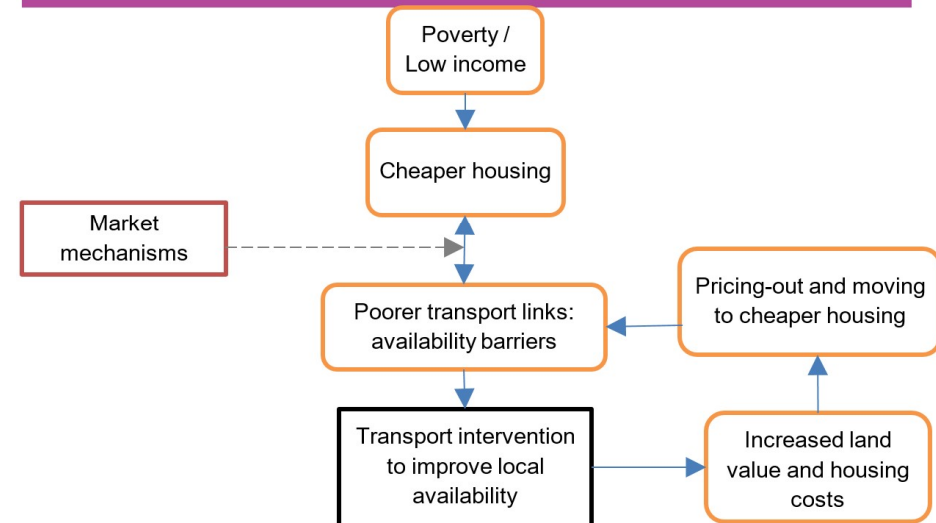 Poverty /
Low income
Cheaper housing
Market
mechanisms
Poorer transport links:
availability barriers
Pricing-out and moving
to cheaper housing
Transport intervention
to improve local
availability
Increased land
value and housing
costs